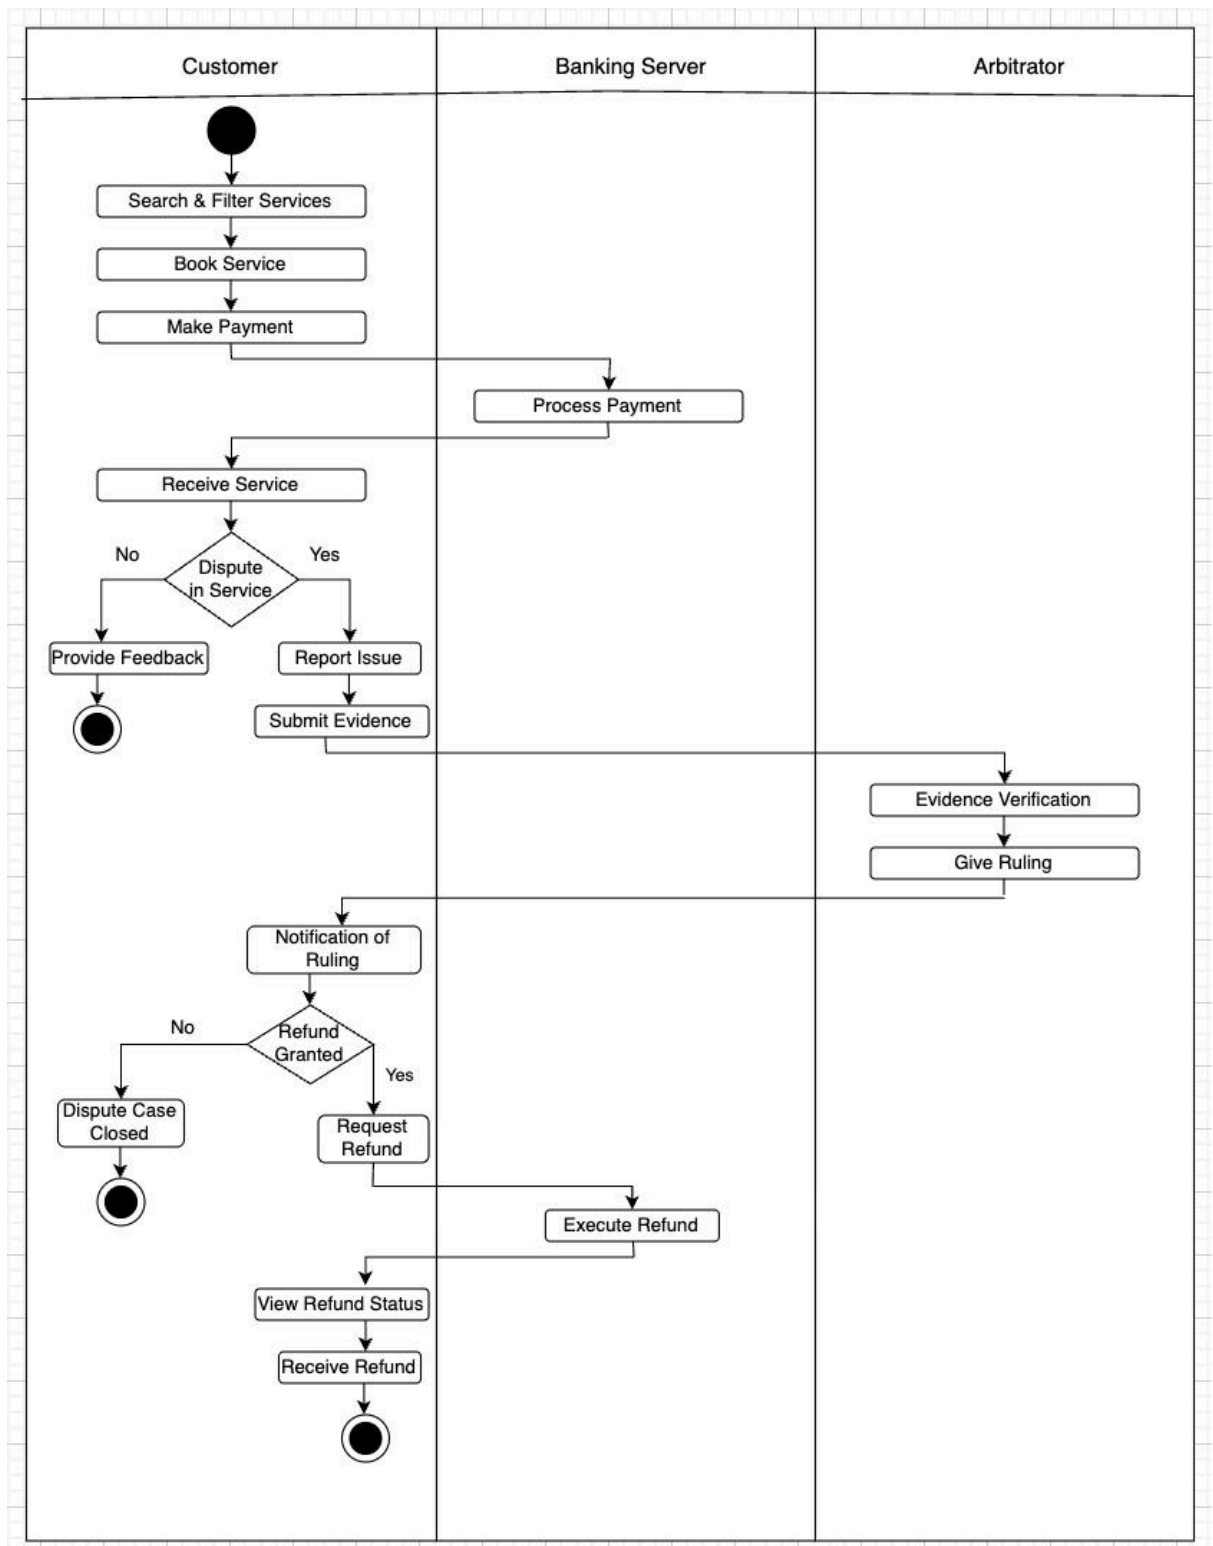 Customer
Banking Server
Arbitrator
Search & Filter Services
Book Service
Make Payment
Process Payment
Receive Service
No
Yes
Dispute
in Service
Provide Feedback
Report Issue
Submit Evidence
Evidence Verification
Give Ruling
Notification of
Ruling
No
Refund
Granted
Yes
Dispute Case
Closed
Request
Refund
Execute Refund
View Refund Status
Receive Refund